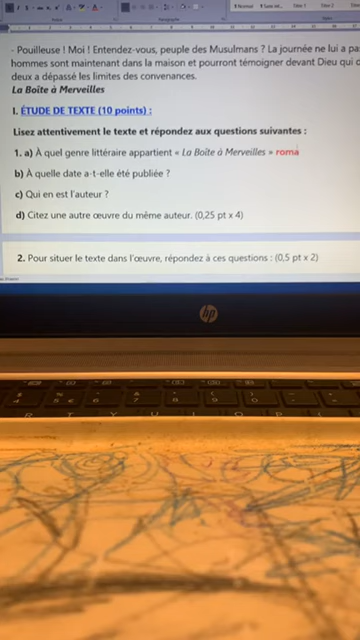 - Pouilleuse ! Moi ! Entendez-vous, peuple des Musulmans ? La journée ne lui a pa
hommes sont maintenant dans la maison et pourront témoigner devant Dieu qui d
deux a dépassé les limites des convenances.
La Boîte à Merveilles
I. ÉTUDE DE TEXTE (10 points) :
Lisez attentivement le texte et répondez aux questions suivantes :
1. a) À quel genre littéraire appartient « La Boîte à Merveilles » roma
b) À quelle date a-t-elle été publiée ?
c) Qui en est l'auteur ?
d) Citez une autre œuvre du même auteur. (0,25 pt x 4)
2. Pour situer le texte dans l'œuvre, répondez à ces questions : (0,5 pt x 2)
hp